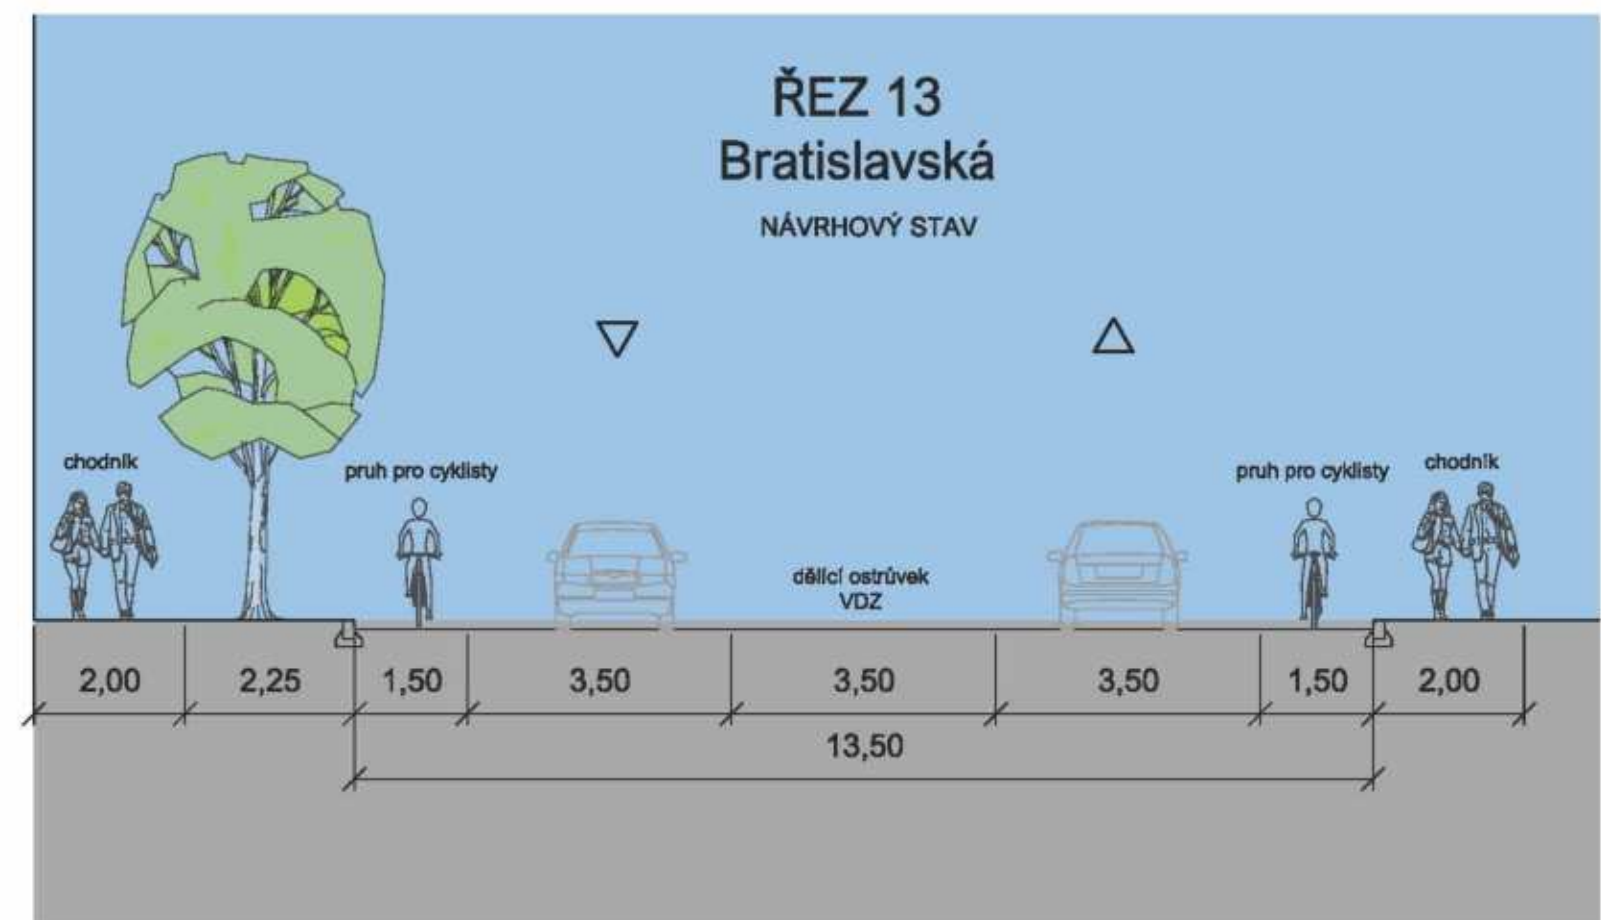 ŘEZ 13
Bratislavská
NÁVRHOVÝ STAV
chodník
pruh pro cyklisty
dělící ostrůvek
VDZ
pruh pro cyklisty
chodník
2,00 2,25 1,50 3,50 3,50 3,50 1,50 2,00
13,50